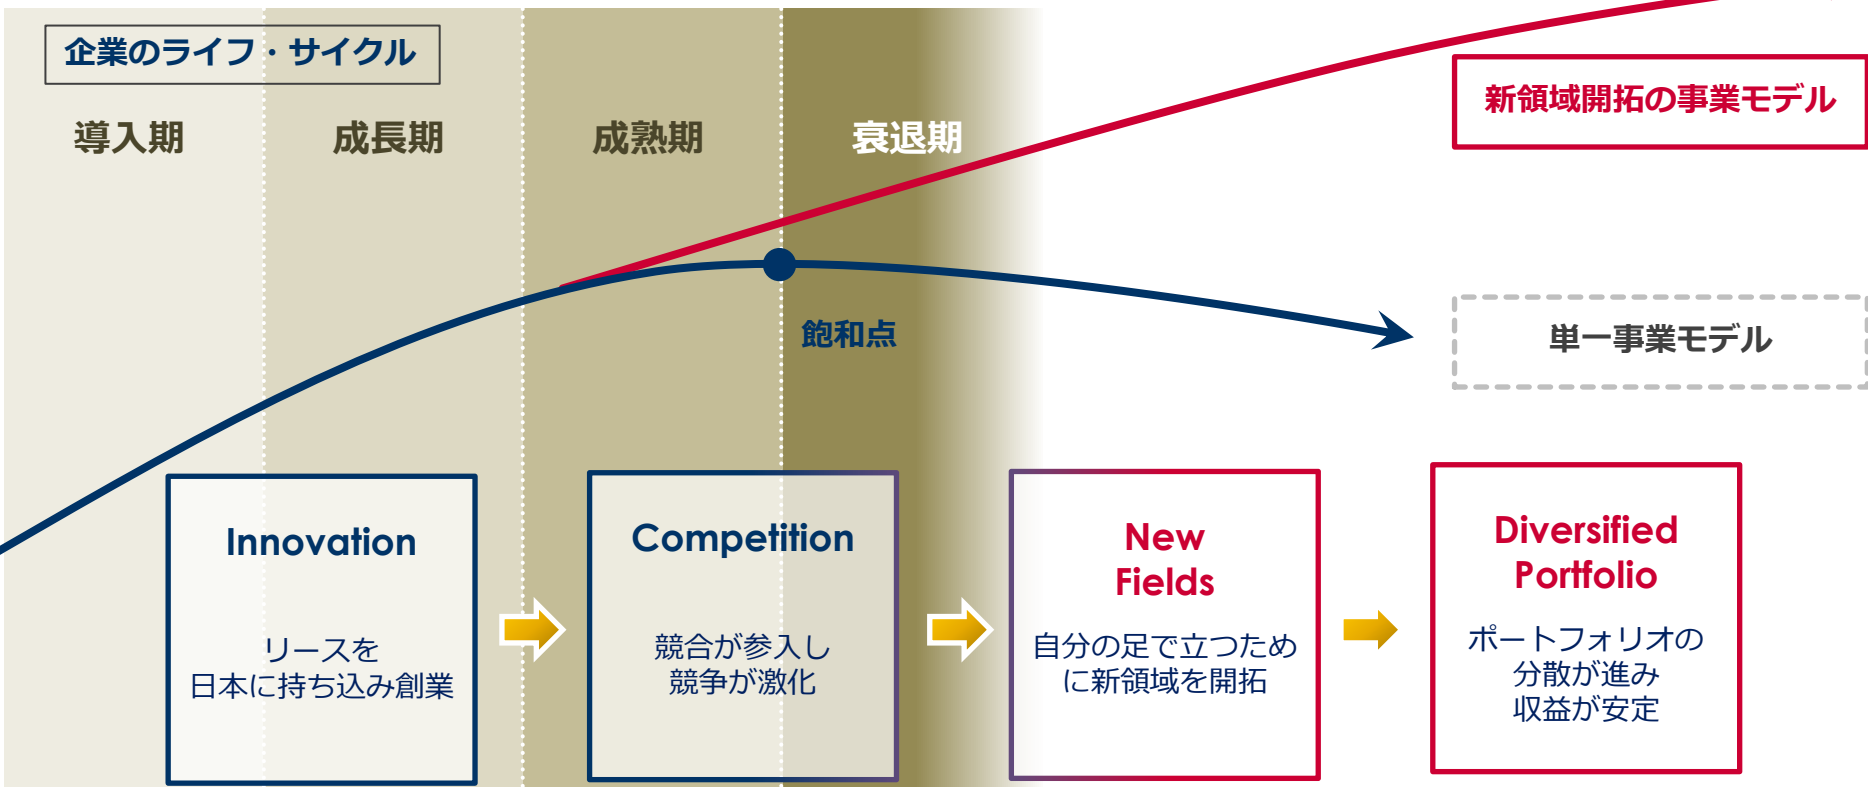 企業のライフ・サイクル
導入期
成長期
成熟期
衰退期
新領域開拓の事業モデル
飽和点
単一事業モデル
Innovation
リースを
日本に持ち込み創業
Competition
競合が参入し
競争が激化
New
Fields
自分の足で立つため
に新領域を開拓
Diversified
Portfolio
ポートフォリオの
分散が進み
収益が安定